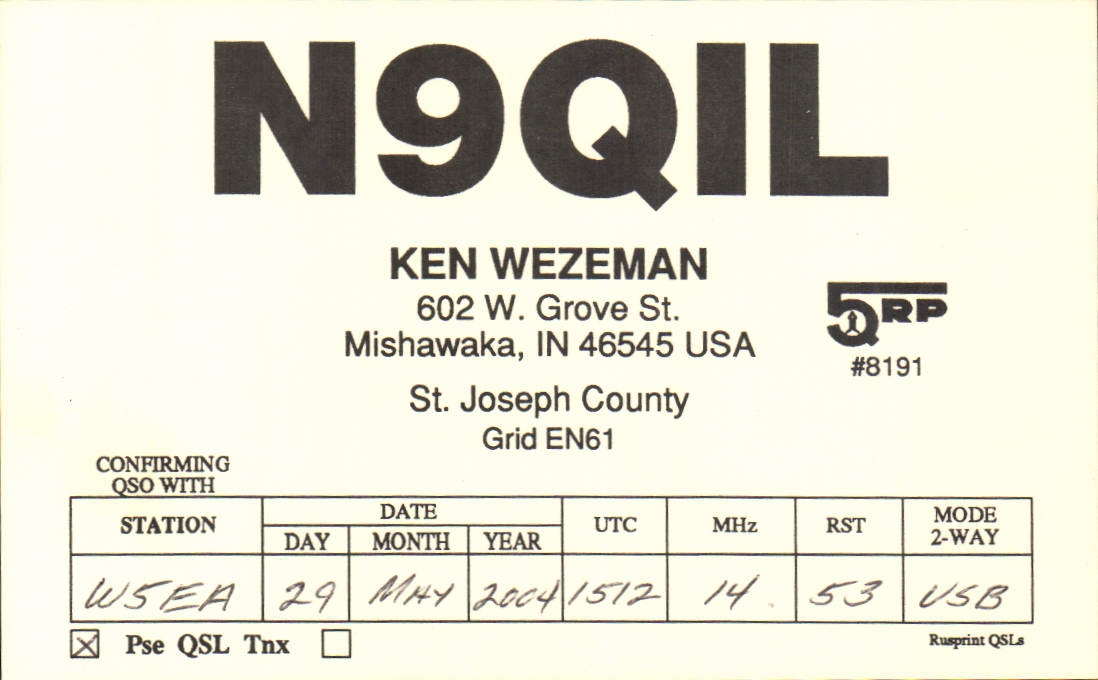 N9QIL
KEN WEZEMAN
602 W. Grove St.
Mishawaka, IN 46545 USA
5QRP
#8191
St. Joseph County
Grid EN61
CONFIRMING
QSO WITH
STATION DATE UTC MHz RST MODE
2-WAY
DAY MONTH YEAR
W5EA 29 MAY 2004 1512 14. 53 USB
☒ Pse QSL Tnx ☐
Rusprint QSLs